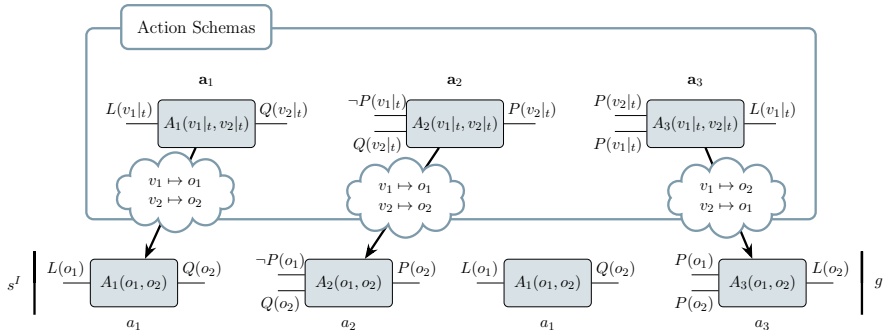 Action Schemas
𝐚₁
𝐚₂
𝐚₃
L(v₁|ₜ) A₁(v₁|ₜ, v₂|ₜ) Q(v₂|ₜ)
¬P(v₁|ₜ)
Q(v₂|ₜ)
A₂(v₁|ₜ, v₂|ₜ) P(v₂|ₜ)
P(v₂|ₜ)
P(v₁|ₜ)
A₃(v₁|ₜ, v₂|ₜ) L(v₁|ₜ)
v₁ ↦ o₁
v₂ ↦ o₂
v₁ ↦ o₁
v₂ ↦ o₂
v₁ ↦ o₂
v₂ ↦ o₁
sᴵ
L(o₁) A₁(o₁, o₂) Q(o₂)
a₁
¬P(o₁)
Q(o₂)
A₂(o₁, o₂) P(o₂)
a₂
L(o₁) A₁(o₁, o₂) Q(o₂)
a₁
P(o₁)
P(o₂)
A₃(o₁, o₂) L(o₂)
a₃
g